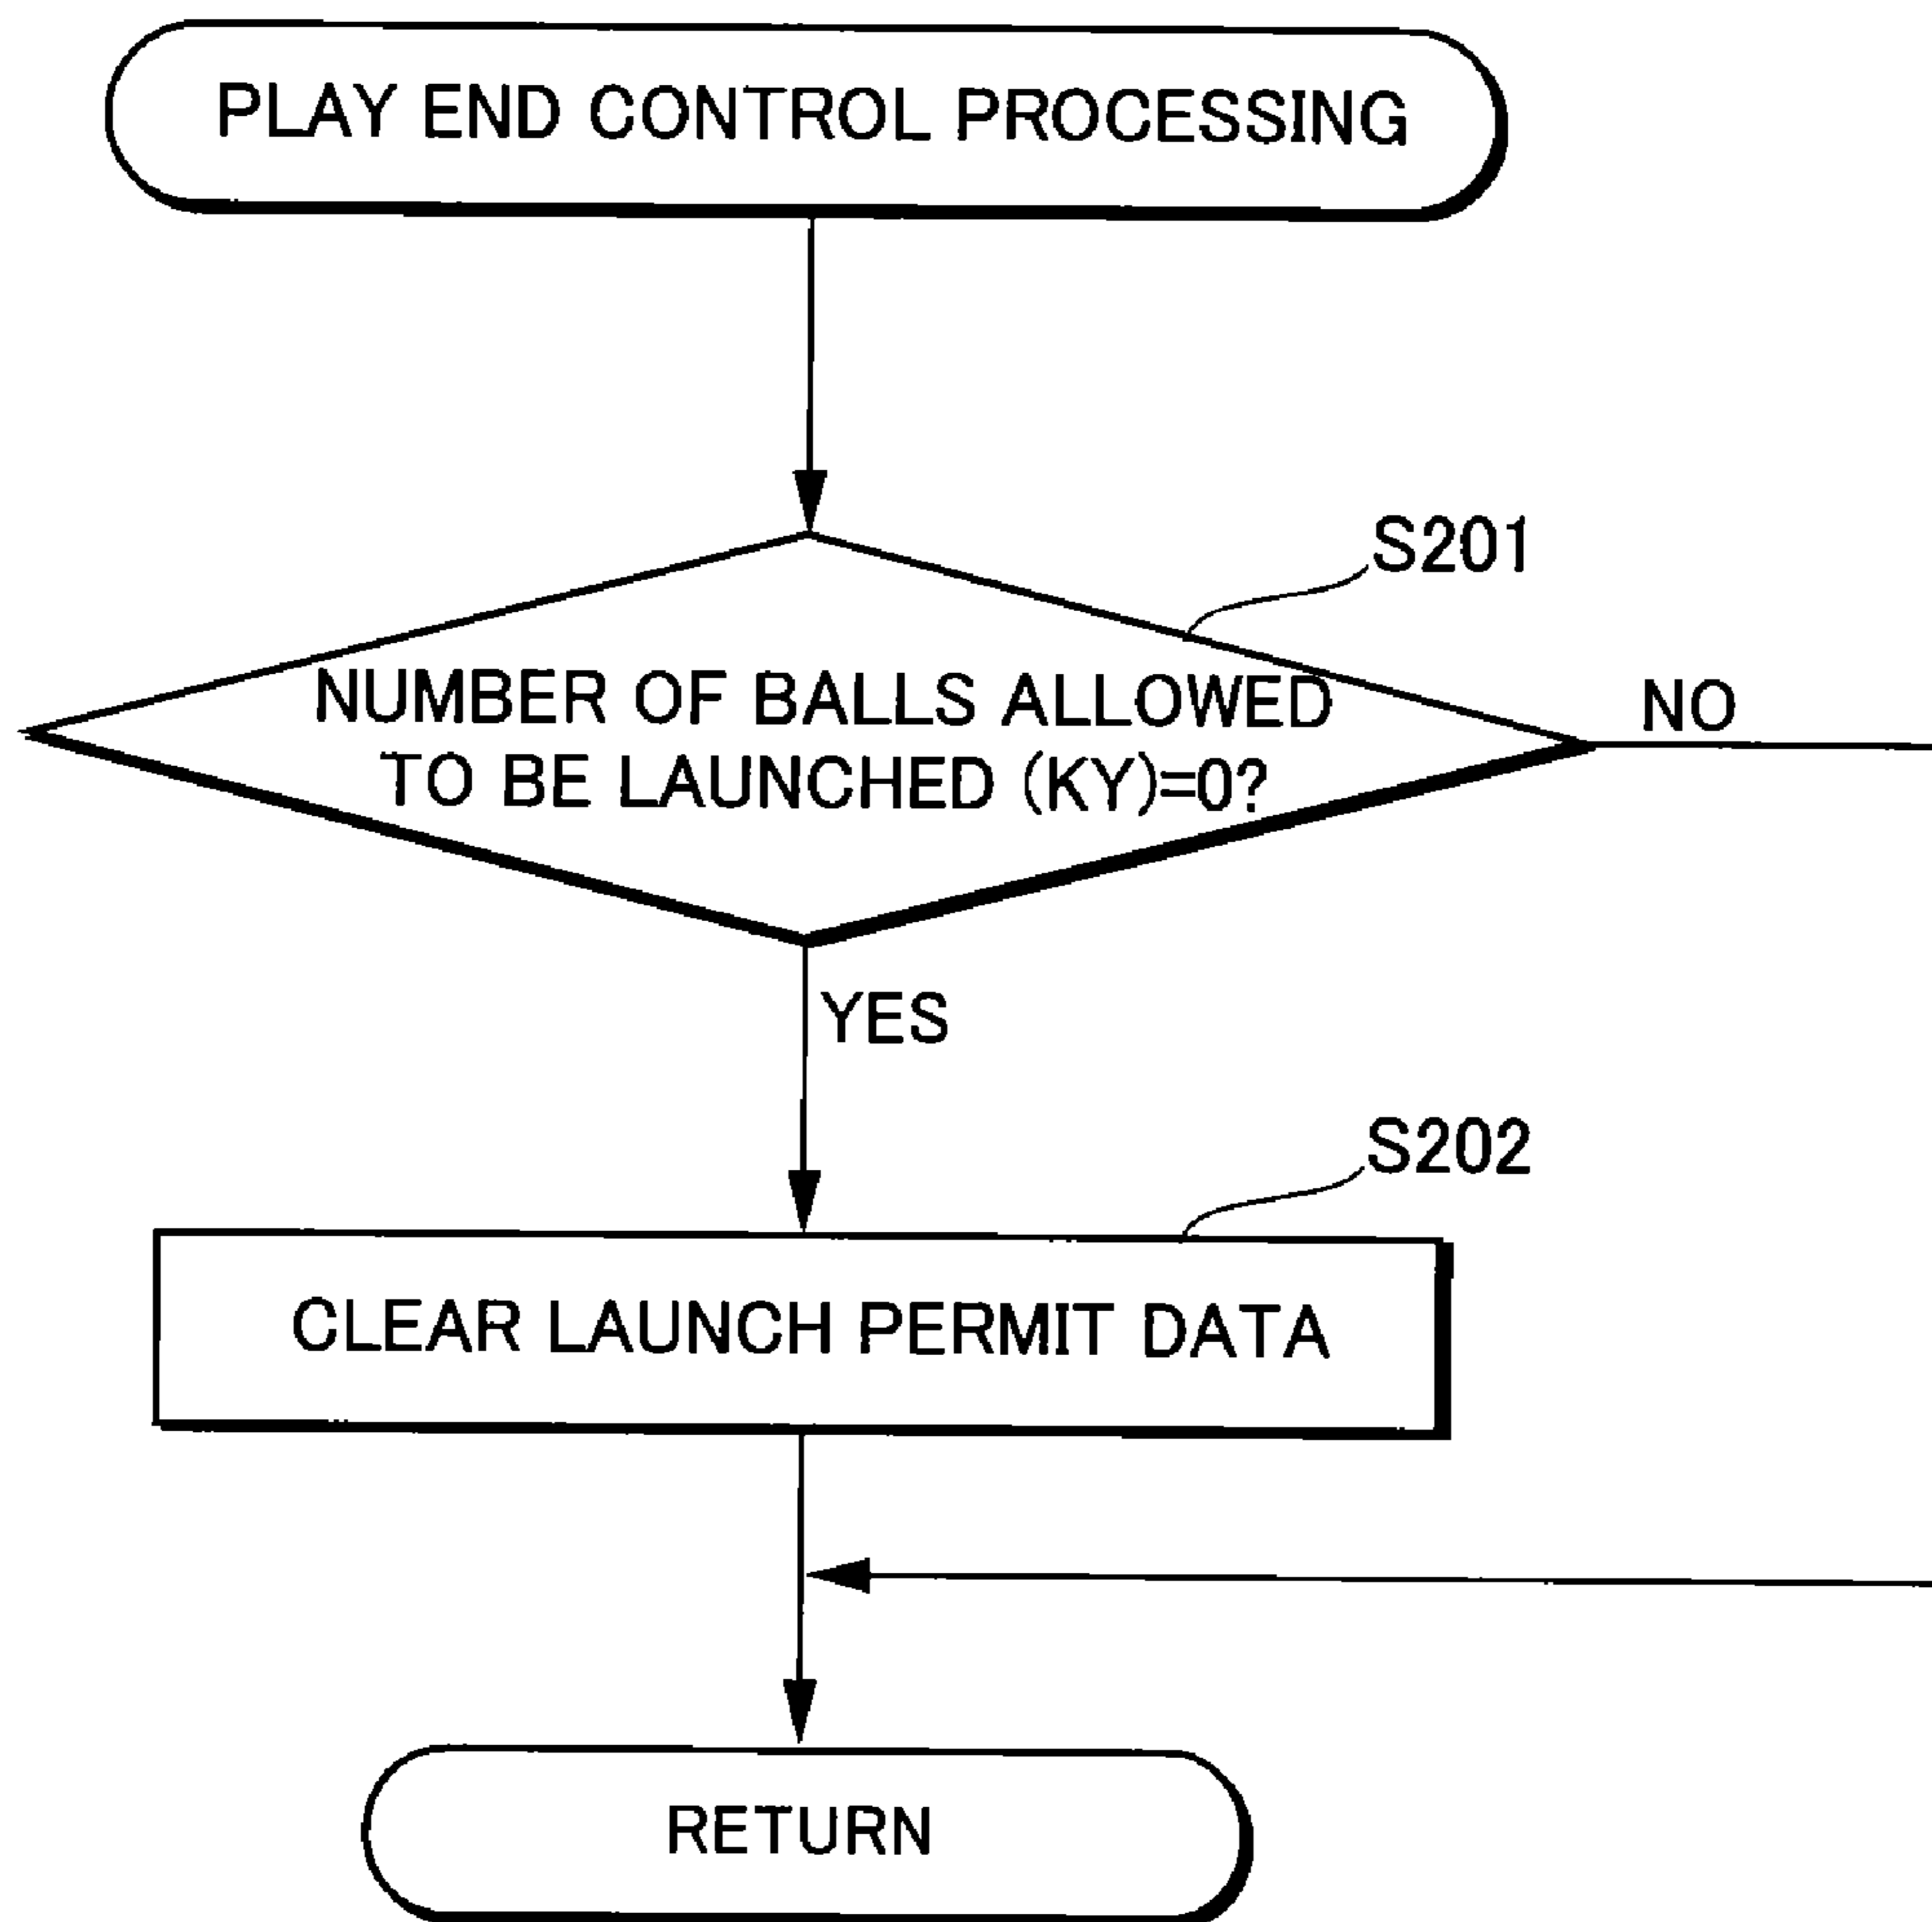 PLAY END CONTROL PROCESSING
S201
NUMBER OF BALLS ALLOWED
TO BE LAUNCHED (KY)=0?
NO
YES
S202
CLEAR LAUNCH PERMIT DATA
RETURN